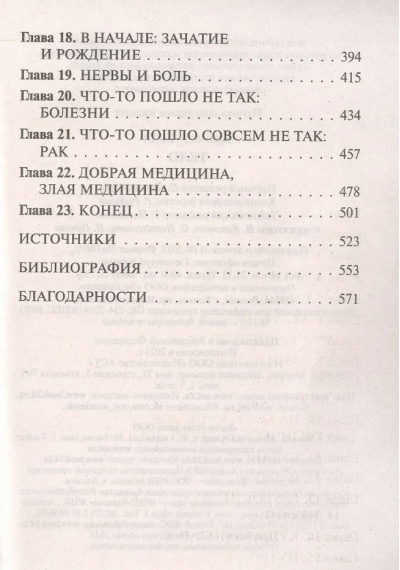 Глава 18. В НАЧАЛЕ: ЗАЧАТИЕ
И РОЖДЕНИЕ . . . . . . . . . . . . . . . . . . . . 394
Глава 19. НЕРВЫ И БОЛЬ . . . . . . . . . . . . . . . 415
Глава 20. ЧТО-ТО ПОШЛО НЕ ТАК:
БОЛЕЗНИ . . . . . . . . . . . . . . . . . . . . . . . . 434
Глава 21. ЧТО-ТО ПОШЛО СОВСЕМ НЕ ТАК:
РАК . . . . . . . . . . . . . . . . . . . . . . . . . . . . . 457
Глава 22. ДОБРАЯ МЕДИЦИНА,
ЗЛАЯ МЕДИЦИНА . . . . . . . . . . . . . . . . . 478
Глава 23. КОНЕЦ . . . . . . . . . . . . . . . . . . . . . 501
ИСТОЧНИКИ . . . . . . . . . . . . . . . . . . . . . . . . 523
БИБЛИОГРАФИЯ . . . . . . . . . . . . . . . . . . . . . 553
БЛАГОДАРНОСТИ . . . . . . . . . . . . . . . . . . . . 571